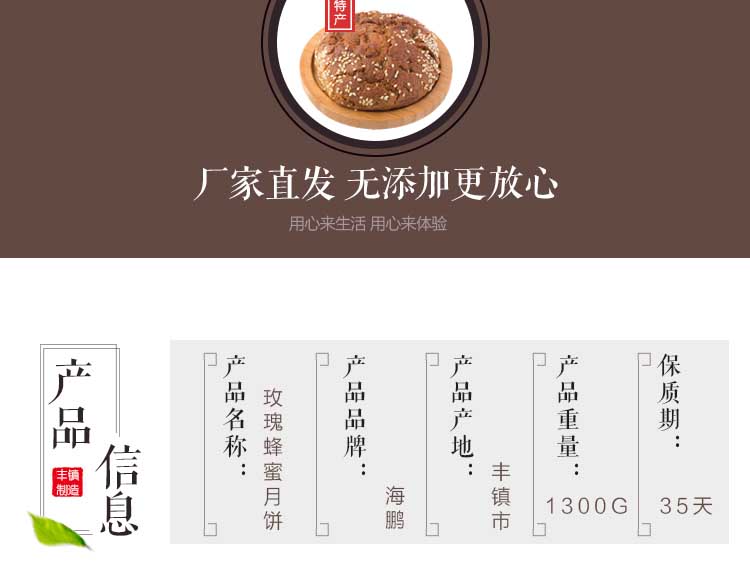 特产
厂家直发 无添加更放心
用心来生活 用心来体验
产品
信息
丰镇
制造
产品名称：
玫瑰蜂蜜月饼
产品品牌：
海鹏
产品产地：
丰镇市
产品重量：
1300G
保质期：
35天